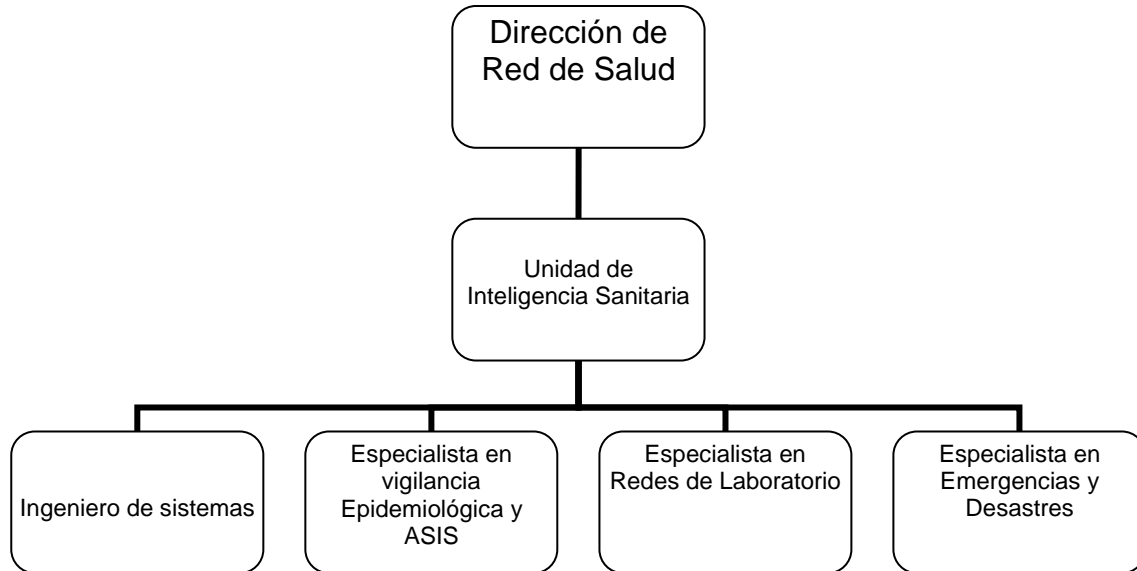 Dirección de
Red de Salud
Unidad de
Inteligencia Sanitaria
Ingeniero de sistemas
Especialista en
vigilancia
Epidemiológica y
ASIS
Especialista en
Redes de Laboratorio
Especialista en
Emergencias y
Desastres